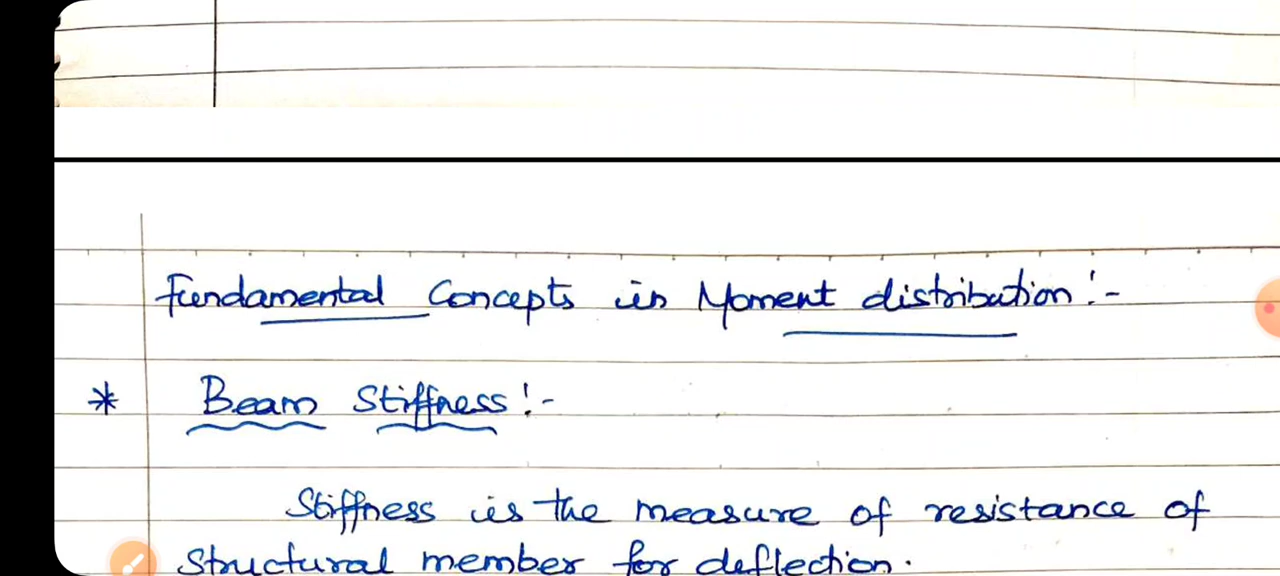 Fundamental Concepts in Moment distribution :-
* Beam Stiffness :-
Stiffness is the measure of resistance of
structural member for deflection.